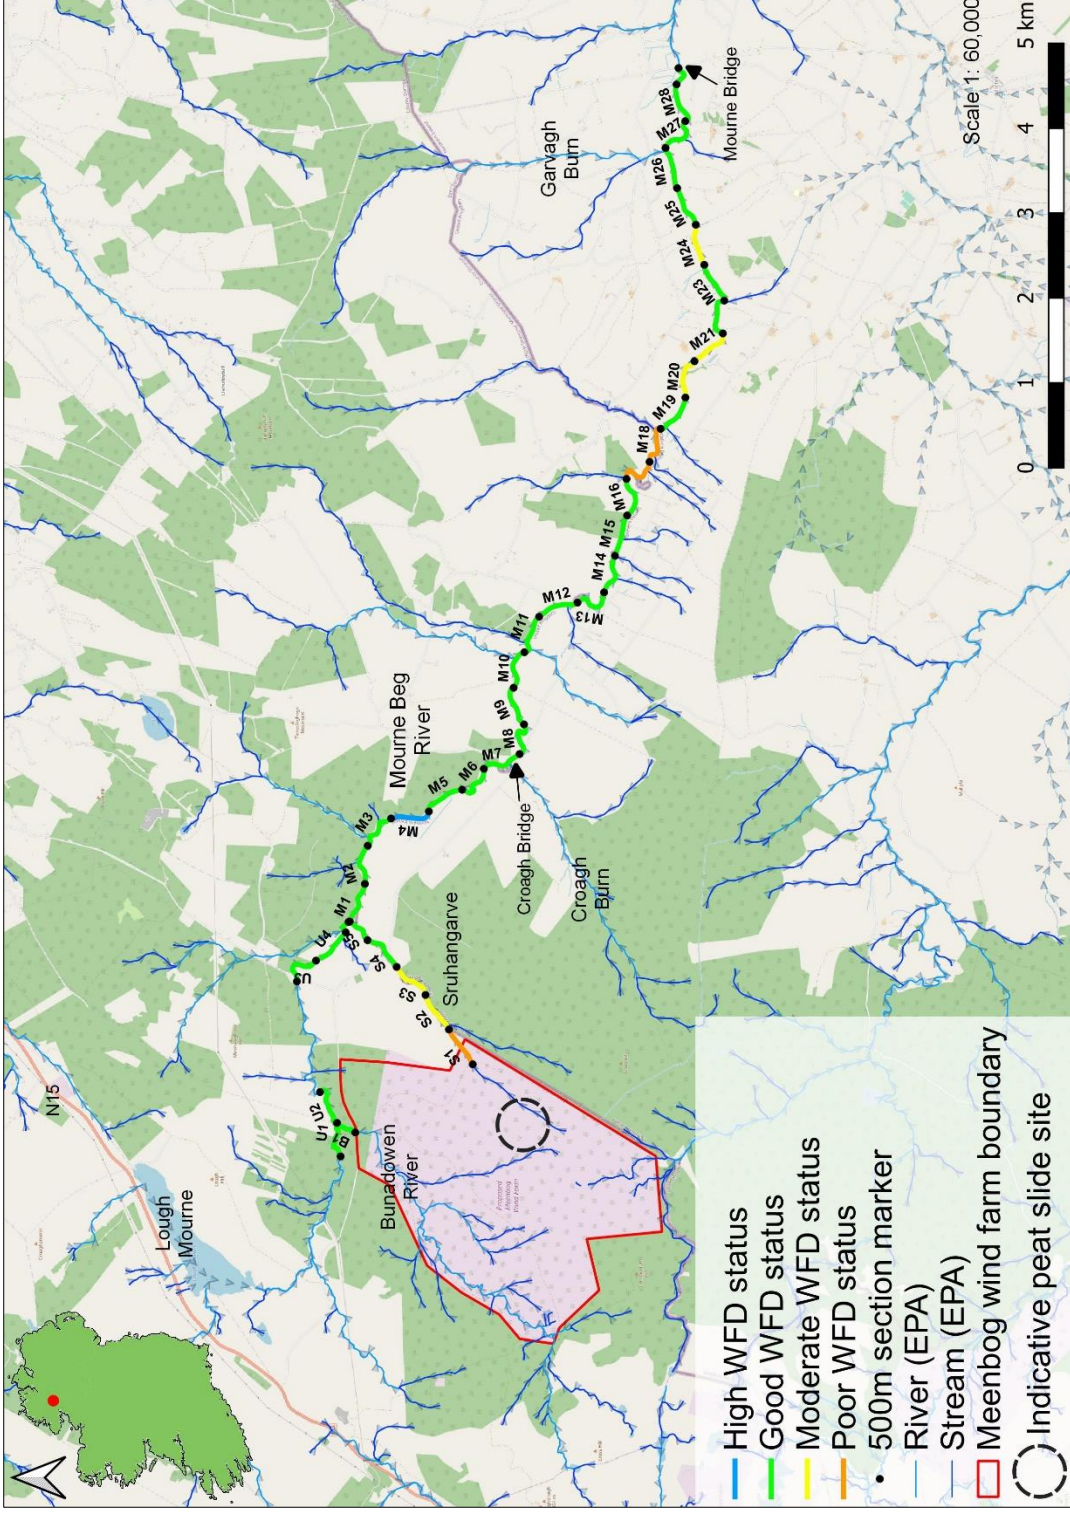 N15
Lough
Mourne
Bunadowen
River
U1
U2
B1
U3
U4
S5
S4
S3
S2
S1
Sruhangarve
M1
M2
M3
M4
Mourne Beg
River
M5
M6
M7
M8
M9
M10
M11
M12
M13
M14
M15
M16
M18
M19
M20
M21
M23
M24
M25
M26
M27
M28
Croagh Bridge
Croagh
Burn
Garvagh
Burn
Mourne Bridge
High WFD status
Good WFD status
Moderate WFD status
Poor WFD status
500m section marker
River (EPA)
Stream (EPA)
Meenbog wind farm boundary
Indicative peat slide site
Scale 1: 60,000
0 1 2 3 4 5 km